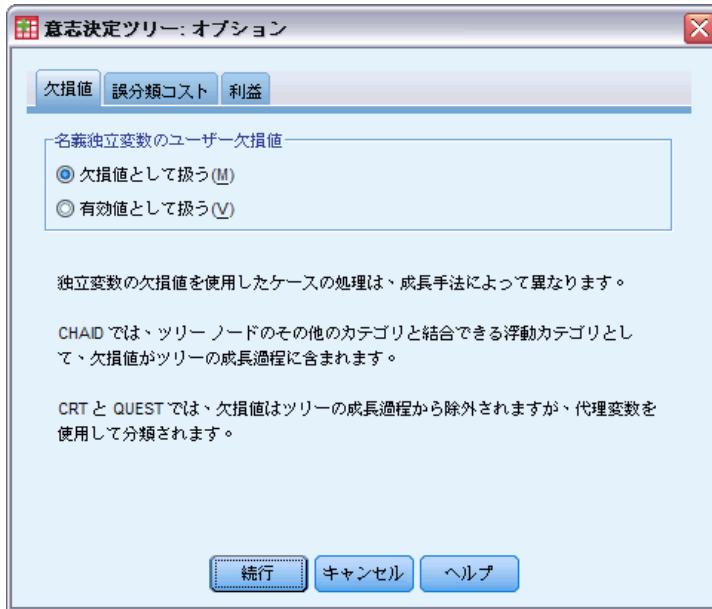 意志決定ツリー: オプション
欠損値 誤分類コスト 利益
名義独立変数のユーザー欠損値
欠損値として扱う(M)
有効値として扱う(V)
独立変数の欠損値を使用したケースの処理は、成長手法によって異なります。
CHAID では、ツリー ノードのその他のカテゴリと結合できる浮動カテゴリとし
て、欠損値がツリーの成長過程に含まれます。
CRT と QUEST では、欠損値はツリーの成長過程から除外されますが、代理変数を
使用して分類されます。
続行 キャンセル ヘルプ